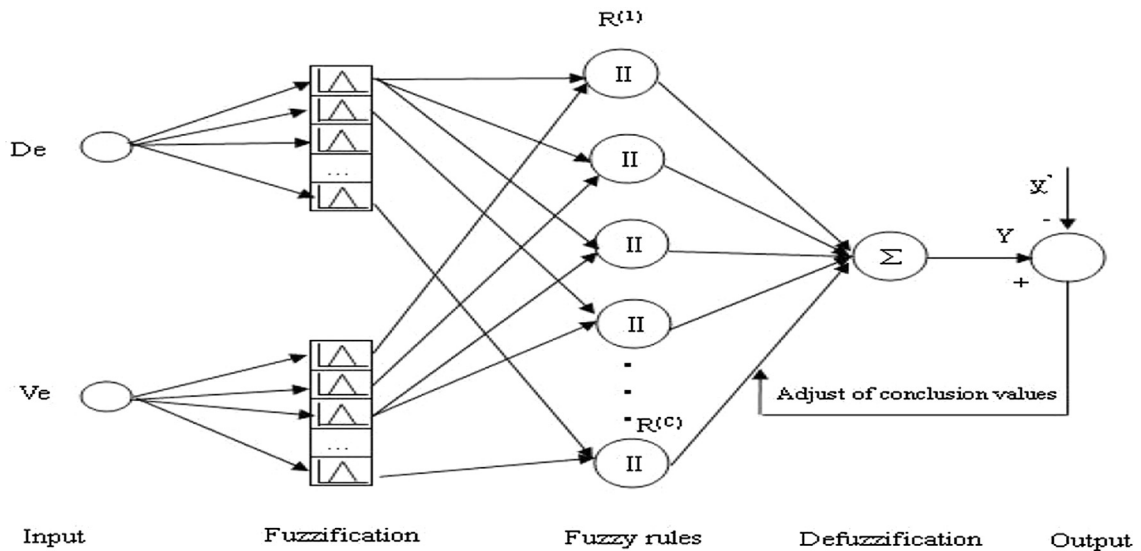 R(1)
II
II
II
II
R(C)
II
De
...
Ve
...
Σ
Y
y`
-
+
Adjust of conclusion values
Input
Fuzzification
Fuzzy rules
Defuzzification
Output